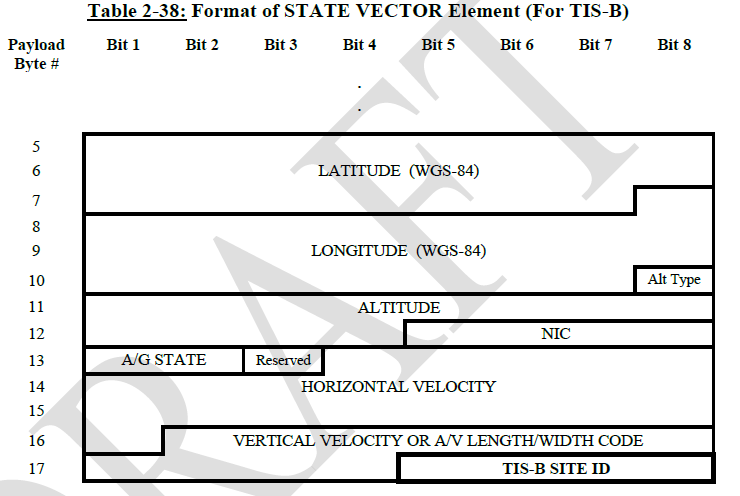 Table 2-38: Format of STATE VECTOR Element (For TIS-B)
Payload Byte # Bit 1 Bit 2 Bit 3 Bit 4 Bit 5 Bit 6 Bit 7 Bit 8
.
.
5
6 LATITUDE (WGS-84)
7
8
9 LONGITUDE (WGS-84)
10 Alt Type
11 ALTITUDE
12 NIC
13 A/G STATE Reserved
14 HORIZONTAL VELOCITY
15
16 VERTICAL VELOCITY OR A/V LENGTH/WIDTH CODE
17 TIS-B SITE ID
DRAFT